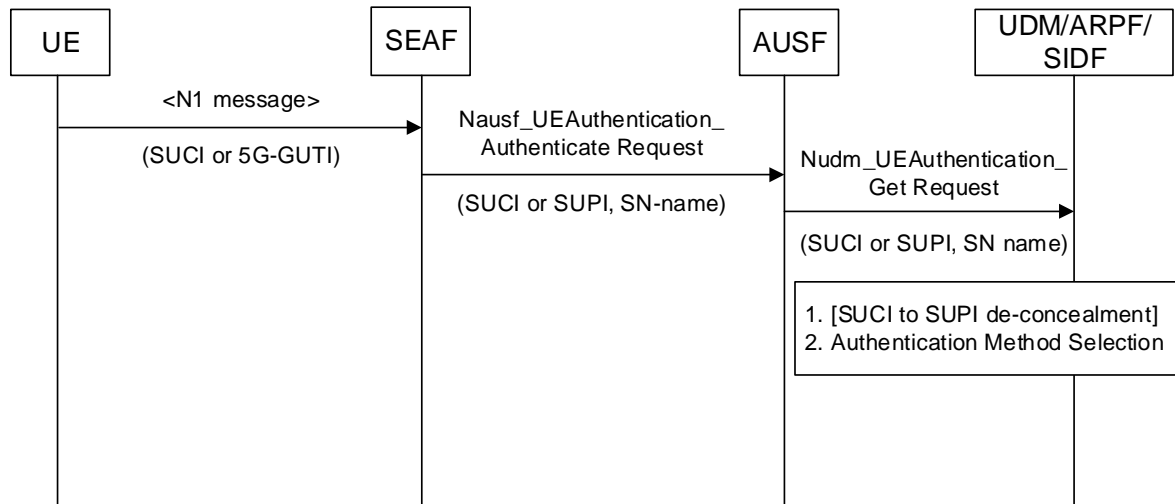 UE
SEAF
AUSF
UDM/ARPF/
SIDF
<N1 message>
(SUCI or 5G-GUTI)
Nausf_UEAuthentication_
Authenticate Request
(SUCI or SUPI, SN-name)
Nudm_UEAuthentication_
Get Request
(SUCI or SUPI, SN name)
1. [SUCI to SUPI de-concealment]
2. Authentication Method Selection